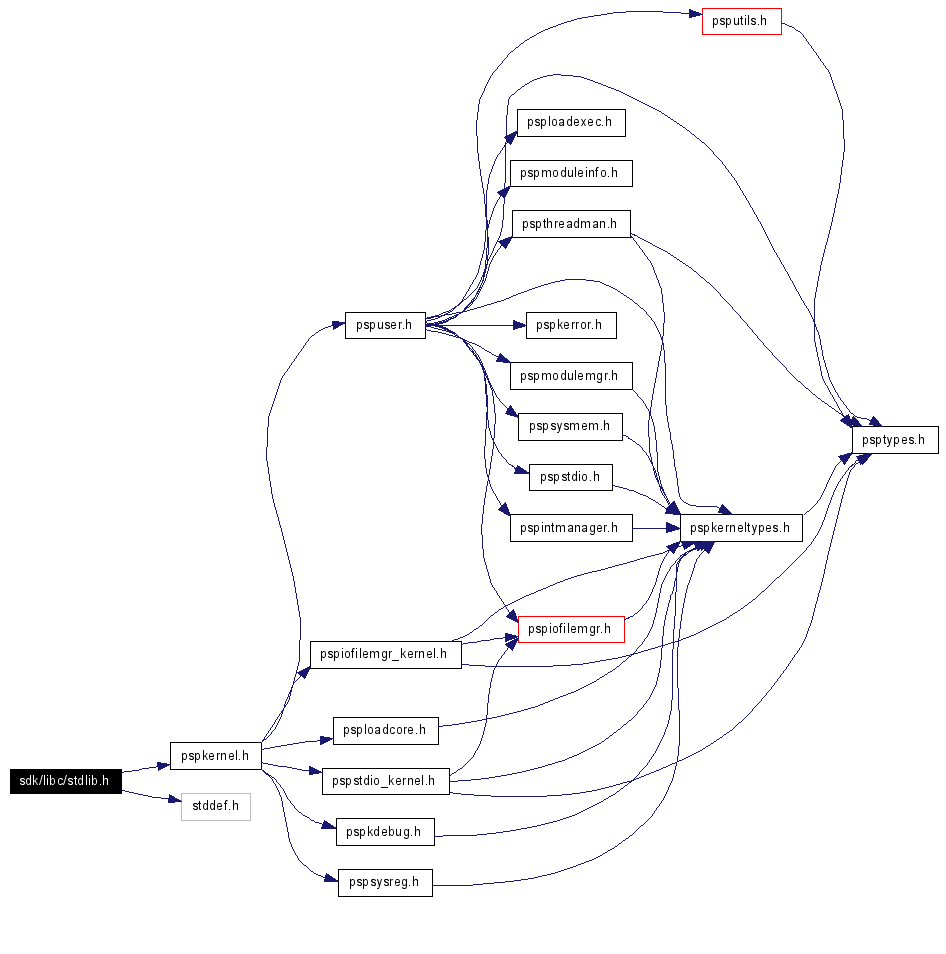 psputils.h
psploadexec.h
pspmoduleinfo.h
pspthreadman.h
pspuser.h
pspkerror.h
pspmodulemgr.h
pspsysmem.h
psptypes.h
pspstdio.h
pspintmanager.h
pspkerneltypes.h
pspiofilemgr.h
pspiofilemgr_kernel.h
psploadcore.h
pspkernel.h
sdk/libc/stdlib.h
pspstdio_kernel.h
stddef.h
pspkdebug.h
pspsysreg.h